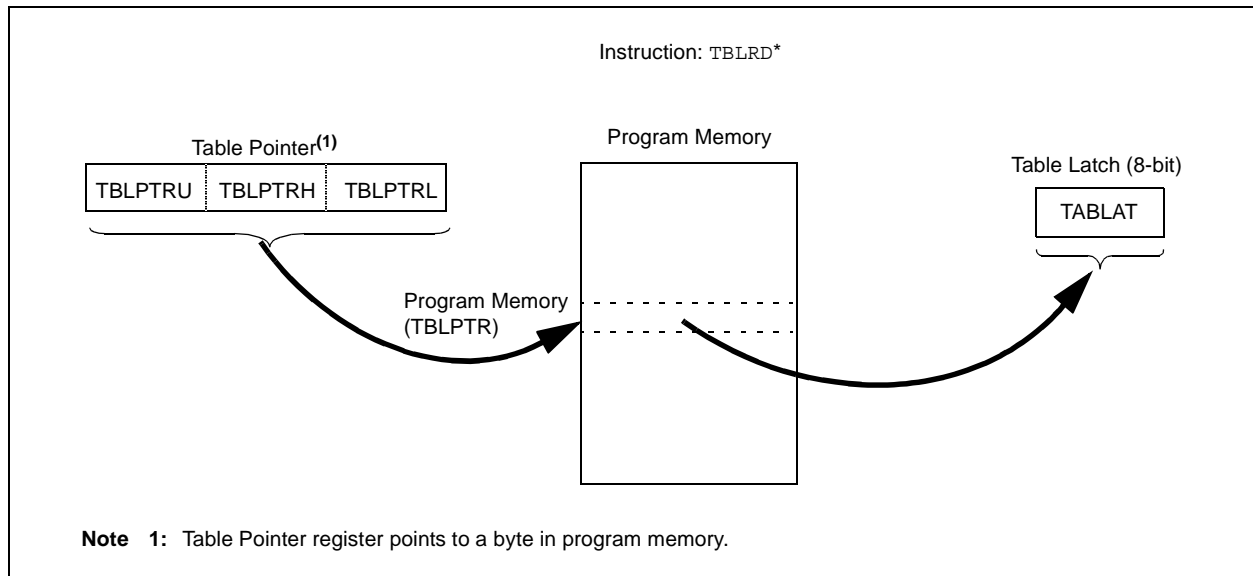 Instruction: TBLRD*
Table Pointer(1)
Program Memory
Table Latch (8-bit)
TBLPTRU TBLPTRH TBLPTRL
TABLAT
Program Memory
(TBLPTR)
Note 1: Table Pointer register points to a byte in program memory.